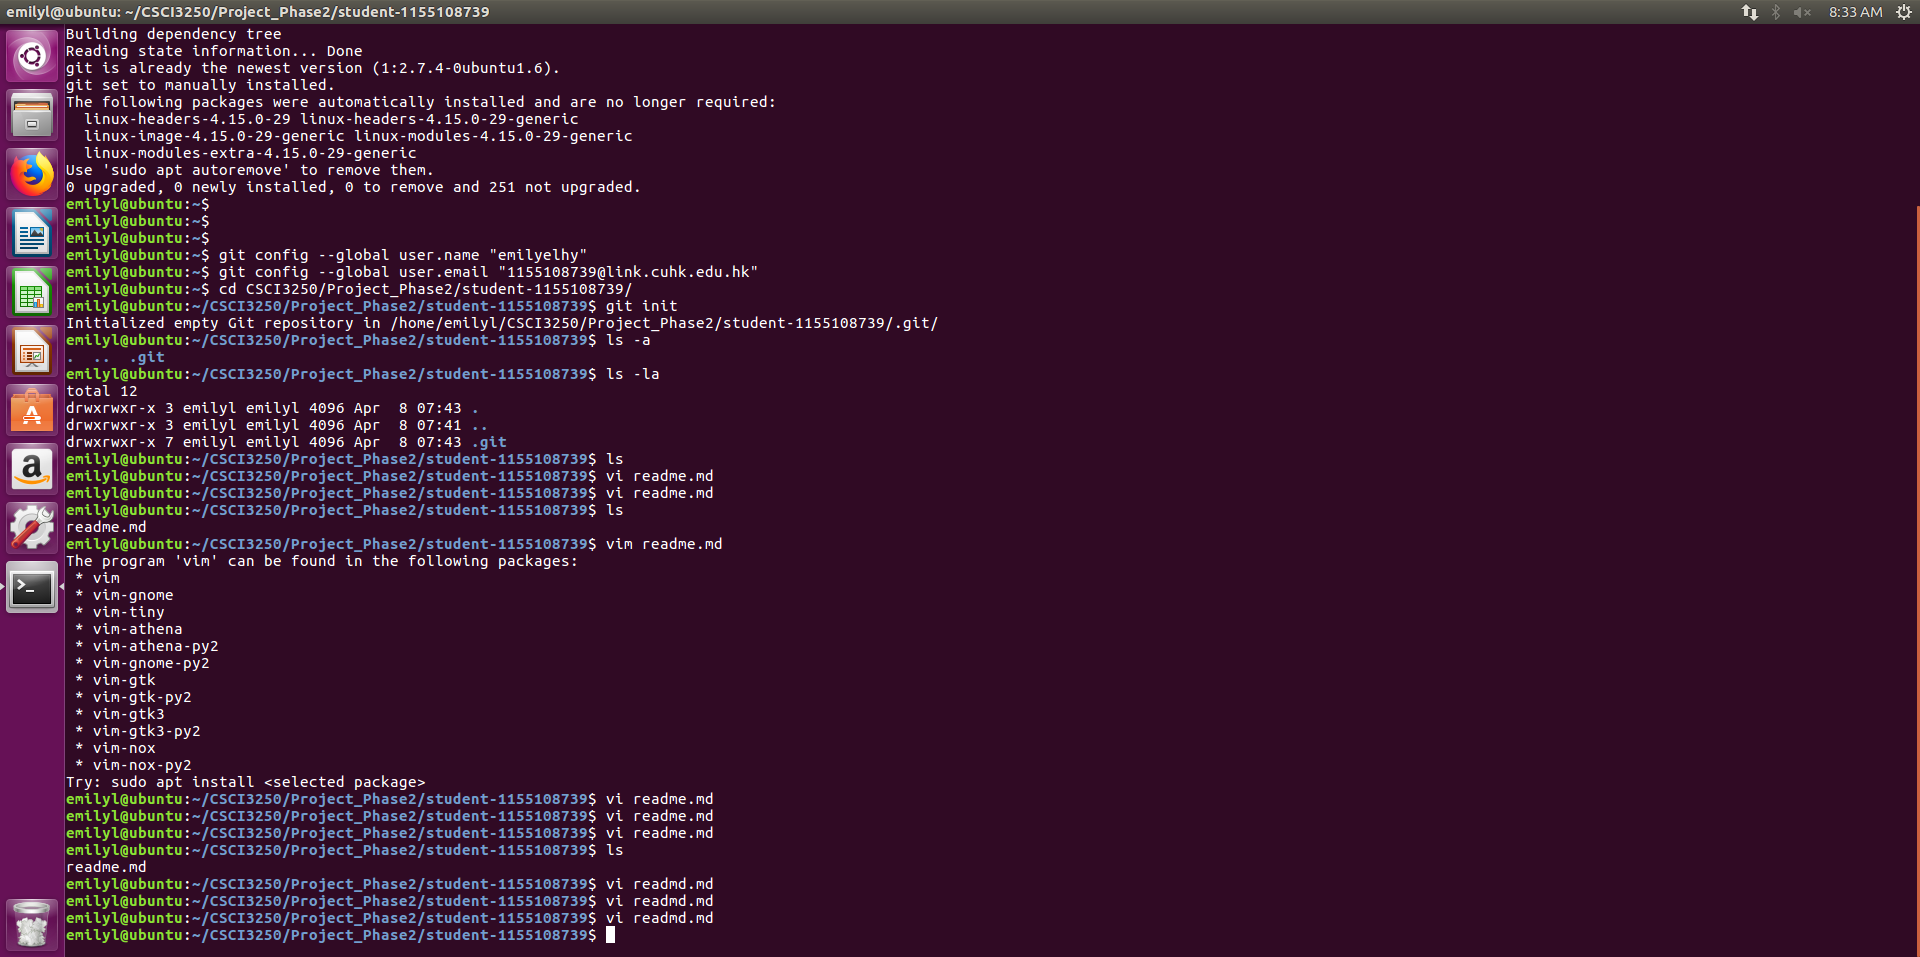 emilyl@ubuntu: ~/CSCI3250/Project_Phase2/student-1155108739
8:33 AM
Building dependency tree
Reading state information... Done
git is already the newest version (1:2.7.4-0ubuntu1.6).
git set to manually installed.
The following packages were automatically installed and are no longer required:
  linux-headers-4.15.0-29 linux-headers-4.15.0-29-generic
  linux-image-4.15.0-29-generic linux-modules-4.15.0-29-generic
  linux-modules-extra-4.15.0-29-generic
Use 'sudo apt autoremove' to remove them.
0 upgraded, 0 newly installed, 0 to remove and 251 not upgraded.
emilyl@ubuntu:~$
emilyl@ubuntu:~$
emilyl@ubuntu:~$
emilyl@ubuntu:~$ git config --global user.name "emilyelhy"
emilyl@ubuntu:~$ git config --global user.email "1155108739@link.cuhk.edu.hk"
emilyl@ubuntu:~$ cd CSCI3250/Project_Phase2/student-1155108739/
emilyl@ubuntu:~/CSCI3250/Project_Phase2/student-1155108739$ git init
Initialized empty Git repository in /home/emilyl/CSCI3250/Project_Phase2/student-1155108739/.git/
emilyl@ubuntu:~/CSCI3250/Project_Phase2/student-1155108739$ ls -a
.  ..  .git
emilyl@ubuntu:~/CSCI3250/Project_Phase2/student-1155108739$ ls -la
total 12
drwxrwxr-x 3 emilyl emilyl 4096 Apr  8 07:43 .
drwxrwxr-x 3 emilyl emilyl 4096 Apr  8 07:41 ..
drwxrwxr-x 7 emilyl emilyl 4096 Apr  8 07:43 .git
emilyl@ubuntu:~/CSCI3250/Project_Phase2/student-1155108739$ ls
emilyl@ubuntu:~/CSCI3250/Project_Phase2/student-1155108739$ vi readme.md
emilyl@ubuntu:~/CSCI3250/Project_Phase2/student-1155108739$ vi readme.md
emilyl@ubuntu:~/CSCI3250/Project_Phase2/student-1155108739$ ls
readme.md
emilyl@ubuntu:~/CSCI3250/Project_Phase2/student-1155108739$ vim readme.md
The program 'vim' can be found in the following packages:
 * vim
 * vim-gnome
 * vim-tiny
 * vim-athena
 * vim-athena-py2
 * vim-gnome-py2
 * vim-gtk
 * vim-gtk-py2
 * vim-gtk3
 * vim-gtk3-py2
 * vim-nox
 * vim-nox-py2
Try: sudo apt install <selected package>
emilyl@ubuntu:~/CSCI3250/Project_Phase2/student-1155108739$ vi readme.md
emilyl@ubuntu:~/CSCI3250/Project_Phase2/student-1155108739$ vi readme.md
emilyl@ubuntu:~/CSCI3250/Project_Phase2/student-1155108739$ vi readme.md
emilyl@ubuntu:~/CSCI3250/Project_Phase2/student-1155108739$ ls
readme.md
emilyl@ubuntu:~/CSCI3250/Project_Phase2/student-1155108739$ vi readmd.md
emilyl@ubuntu:~/CSCI3250/Project_Phase2/student-1155108739$ vi readmd.md
emilyl@ubuntu:~/CSCI3250/Project_Phase2/student-1155108739$ vi readmd.md
emilyl@ubuntu:~/CSCI3250/Project_Phase2/student-1155108739$